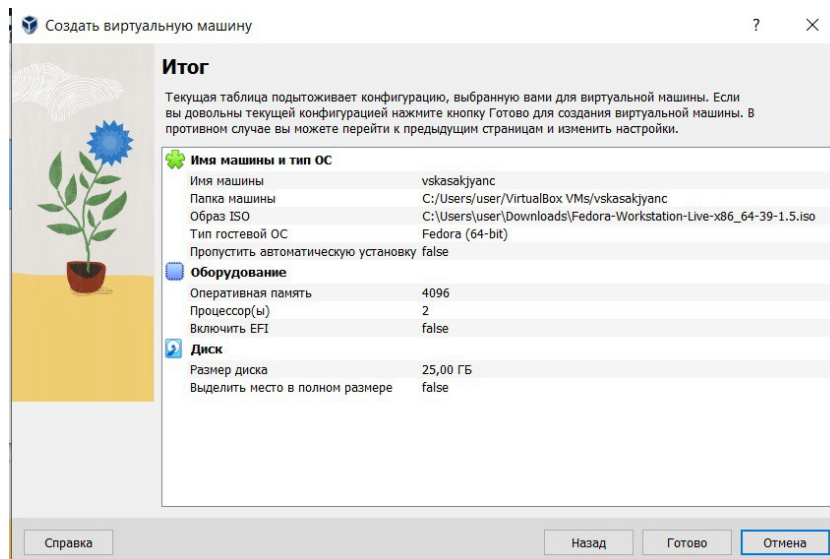 Создать виртуальную машину
?
Итог
Текущая таблица подытоживает конфигурацию, выбранную вами для виртуальной машины. Если
вы довольны текущей конфигурацией нажмите кнопку Готово для создания виртуальной машины. В
противном случае вы можете перейти к предыдущим страницам и изменить настройки.
Имя машины и тип ОС
Имя машины vskasakjyanc
Папка машины C:/Users/user/VirtualBox VMs/vskasakjyanc
Образ ISO C:\Users\user\Downloads\Fedora-Workstation-Live-x86_64-39-1.5.iso
Тип гостевой ОС Fedora (64-bit)
Пропустить автоматическую установку false
Оборудование
Оперативная память 4096
Процессор(ы) 2
Включить EFI false
Диск
Размер диска 25,00 ГБ
Выделить место в полном размере false
Справка Назад Готово Отмена